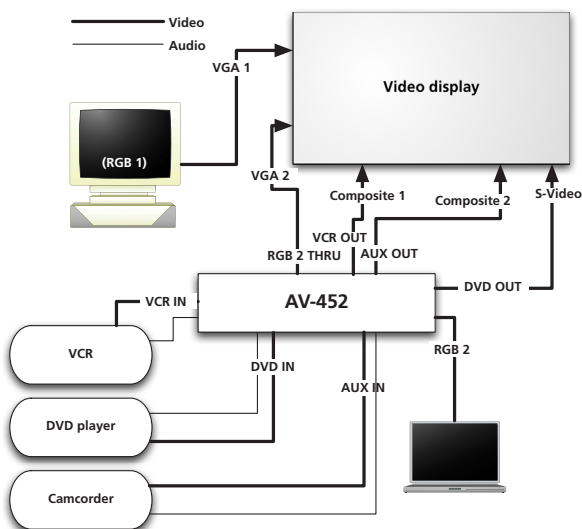 Video
Audio
VGA 1
Video display
(RGB 1)
VGA 2
Composite 1
Composite 2
S-Video
VCR OUT
RGB 2 THRU
AUX OUT
DVD OUT
VCR IN
AV-452
VCR
RGB 2
DVD IN
AUX IN
DVD player
Camcorder